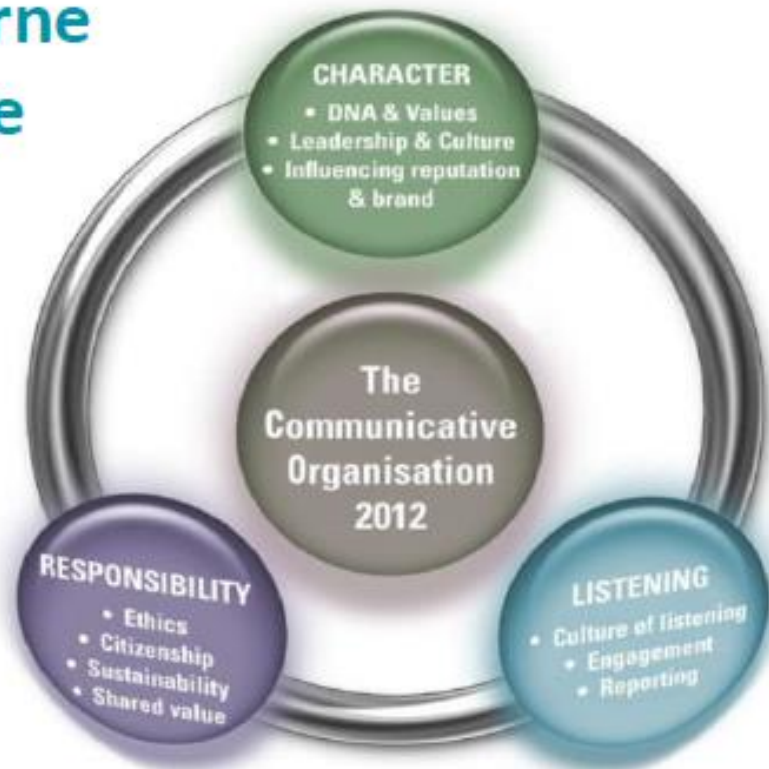 CHARACTER
• DNA & Values
• Leadership & Culture
• Influencing reputation
& brand
The
Communicative
Organisation
2012
RESPONSIBILITY
• Ethics
• Citizenship
• Sustainability
• Shared value
LISTENING
• Culture of listening
• Engagement
• Reporting